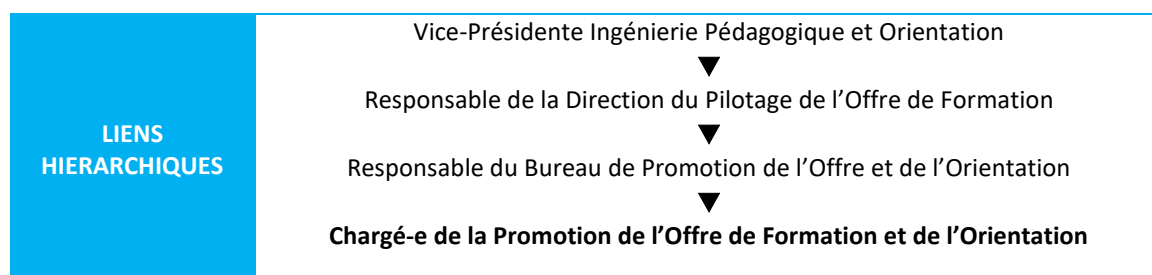 LIENS
HIERARCHIQUES
Vice-Présidente Ingénierie Pédagogique et Orientation
Responsable de la Direction du Pilotage de l’Offre de Formation
Responsable du Bureau de Promotion de l’Offre et de l’Orientation
Chargé-e de la Promotion de l’Offre de Formation et de l’Orientation